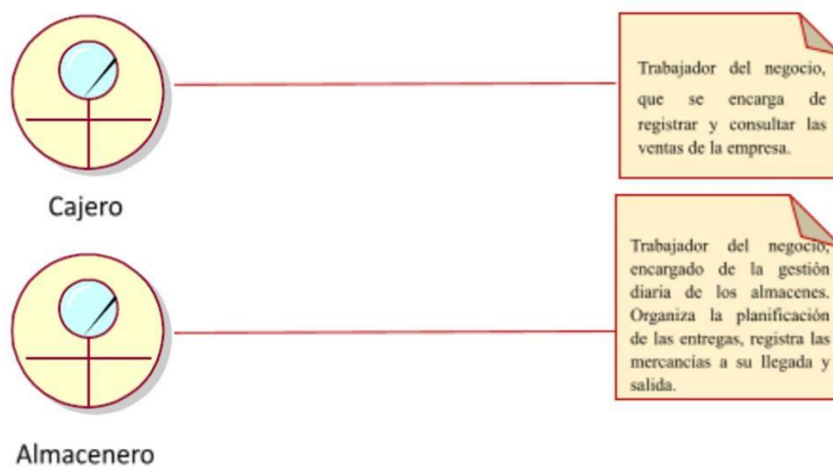 Trabajador del negocio,
que se encarga de
registrar y consultar las
ventas de la empresa.
Cajero
Trabajador del negocio,
encargado de la gestión
diaria de los almacenes.
Organiza la planificación
de las entregas, registra las
mercancías a su llegada y
salida.
Almacenero